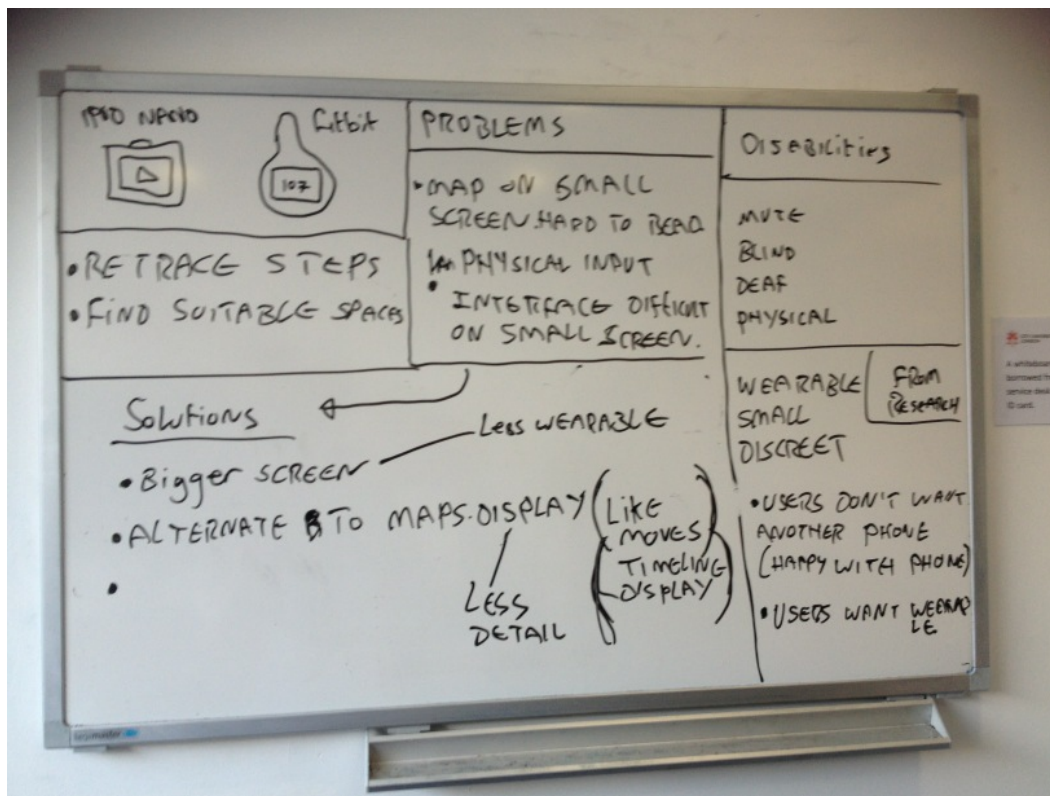 IPOD NANO
Fitbit
107
• RETRACE STEPS
• FIND SUITABLE SPACES
PROBLEMS
• MAP ON SMALL
SCREEN HARD TO READ
PHYSICAL INPUT
• INTERFACE DIFFICULT
ON SMALL SCREEN.
DISABILITIES
MUTE
BLIND
DEAF
PHYSICAL
WEARABLE
SMALL
DISCREET
FROM
RESEARCH
• USERS DON'T WANT
ANOTHER PHONE
(HAPPY WITH PHONE)
• USERS WANT WEARAB
LE
Solutions
• Bigger SCREEN
Less WEARABLE
• ALTERNATE TO MAPS DISPLAY
(Like
MOVES
TIMELINE
DISPLAY)
LESS
DETAIL
•